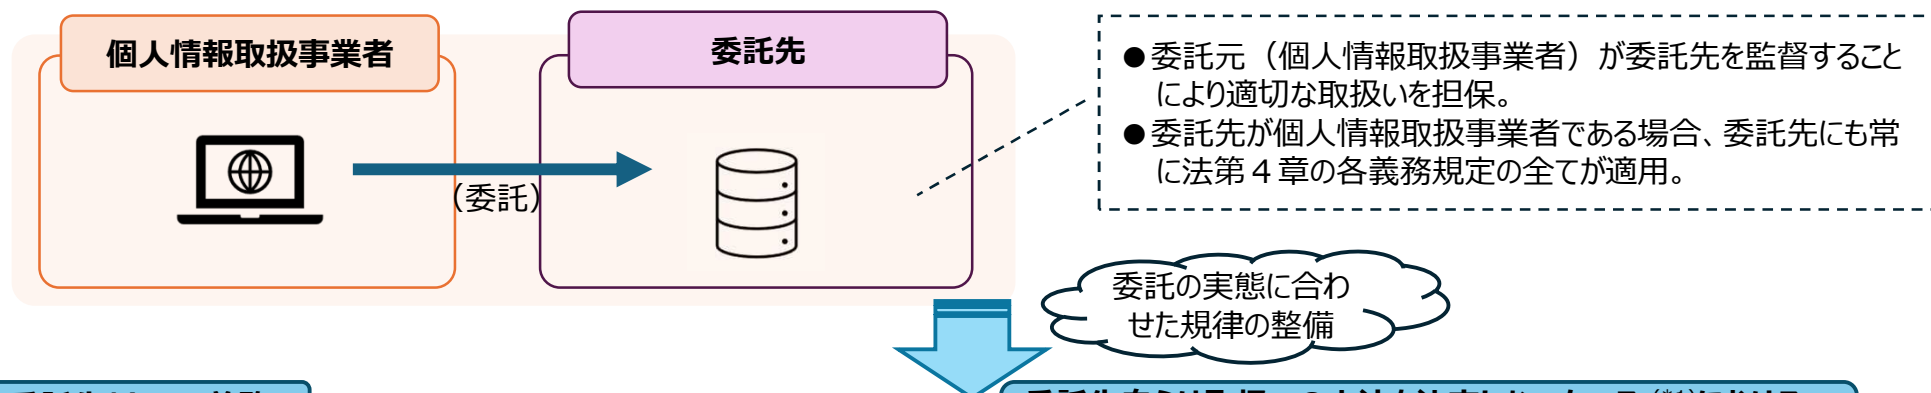 個人情報取扱事業者
委託先
(委託)
●委託元(個人情報取扱事業者)が委託先を監督すること
により適切な取扱いを担保。
●委託先が個人情報取扱事業者である場合、委託先にも常
に法第4章の各義務規定の全てが適用。
委託の実態に合わ
せた規律の整備